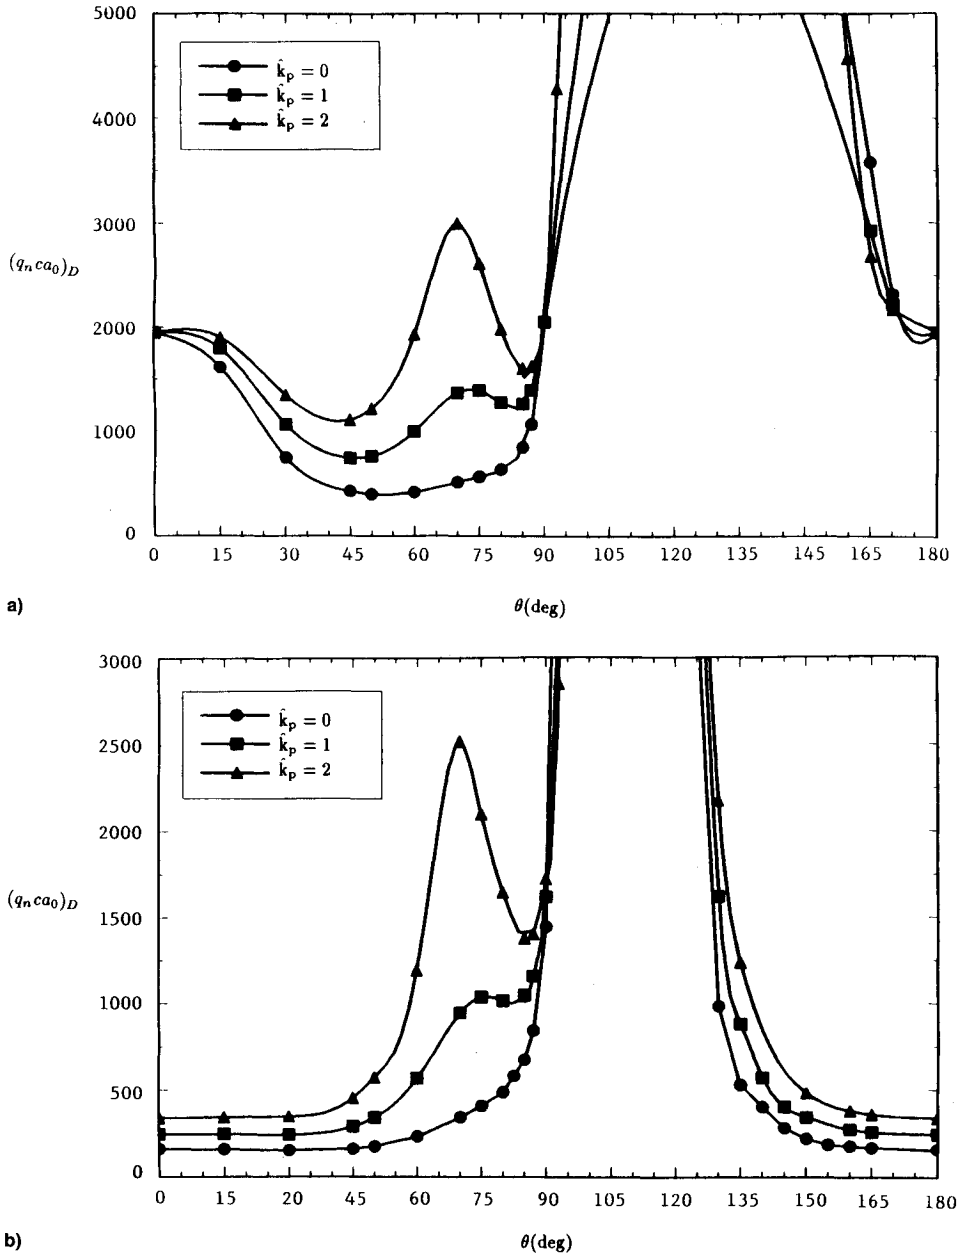 5000
4000
3000
2000
1000
0
(qₙca₀)_D
k̂ₚ = 0
k̂ₚ = 1
k̂ₚ = 2
0 15 30 45 60 75 90 105 120 135 145 165 180
a)
θ(deg)
3000
2500
2000
1500
1000
500
0
(qₙca₀)_D
k̂ₚ = 0
k̂ₚ = 1
k̂ₚ = 2
0 15 20 45 60 75 90 105 120 135 150 165 180
b)
θ(deg)